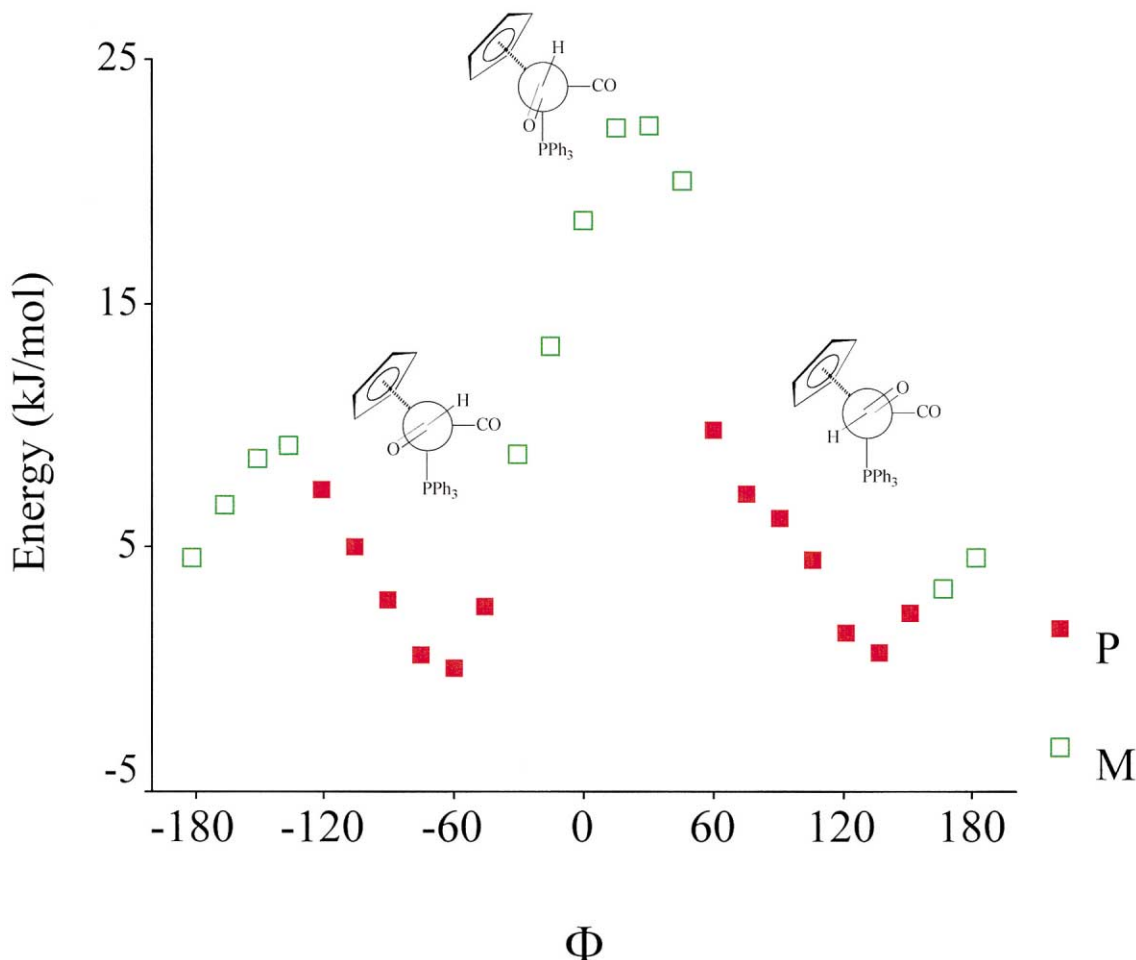 25
H
CO
O
PPh₃
15
Energy (kJ/mol)
H
CO
O
PPh₃
O
CO
H
PPh₃
5
P
-5
M
-180 -120 -60 0 60 120 180
Φ